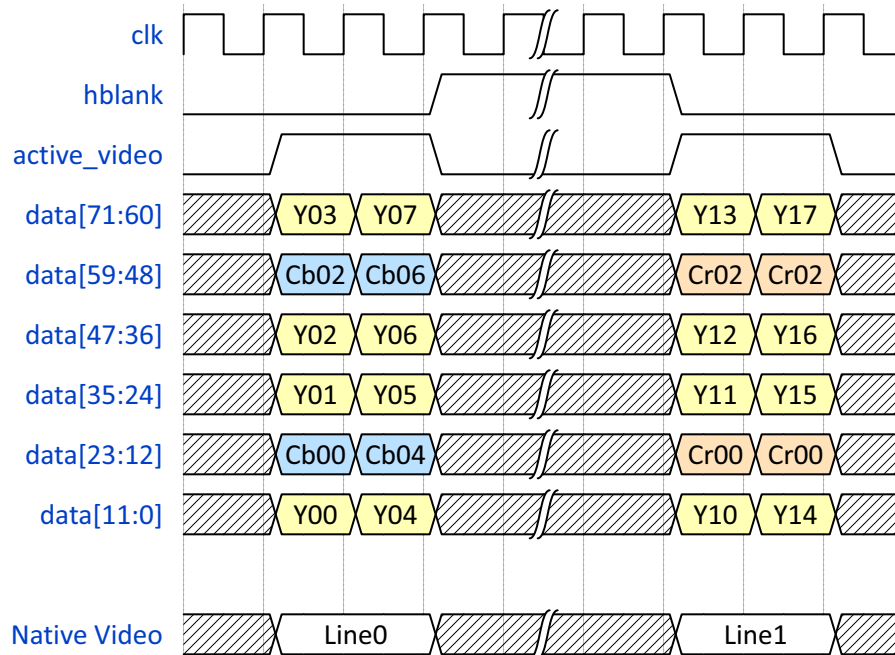 clk
hblank
active_video
data[71:60] Y03 Y07 Y13 Y17
data[59:48] Cb02 Cb06 Cr02 Cr02
data[47:36] Y02 Y06 Y12 Y16
data[35:24] Y01 Y05 Y11 Y15
data[23:12] Cb00 Cb04 Cr00 Cr00
data[11:0] Y00 Y04 Y10 Y14
Native Video Line0 Line1